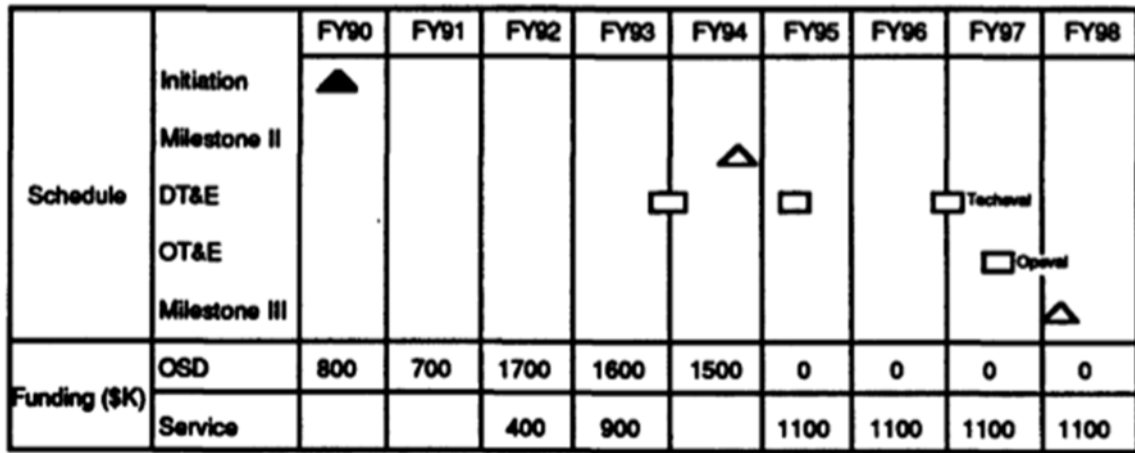 FY90 FY91 FY92 FY93 FY94 FY95 FY96 FY97 FY98
Initiation
Milestone II
Schedule DT&E Techeval
OT&E Opeval
Milestone III
OSD 800 700 1700 1600 1500 0 0 0 0
Funding ($K)
Service 400 900 1100 1100 1100 1100